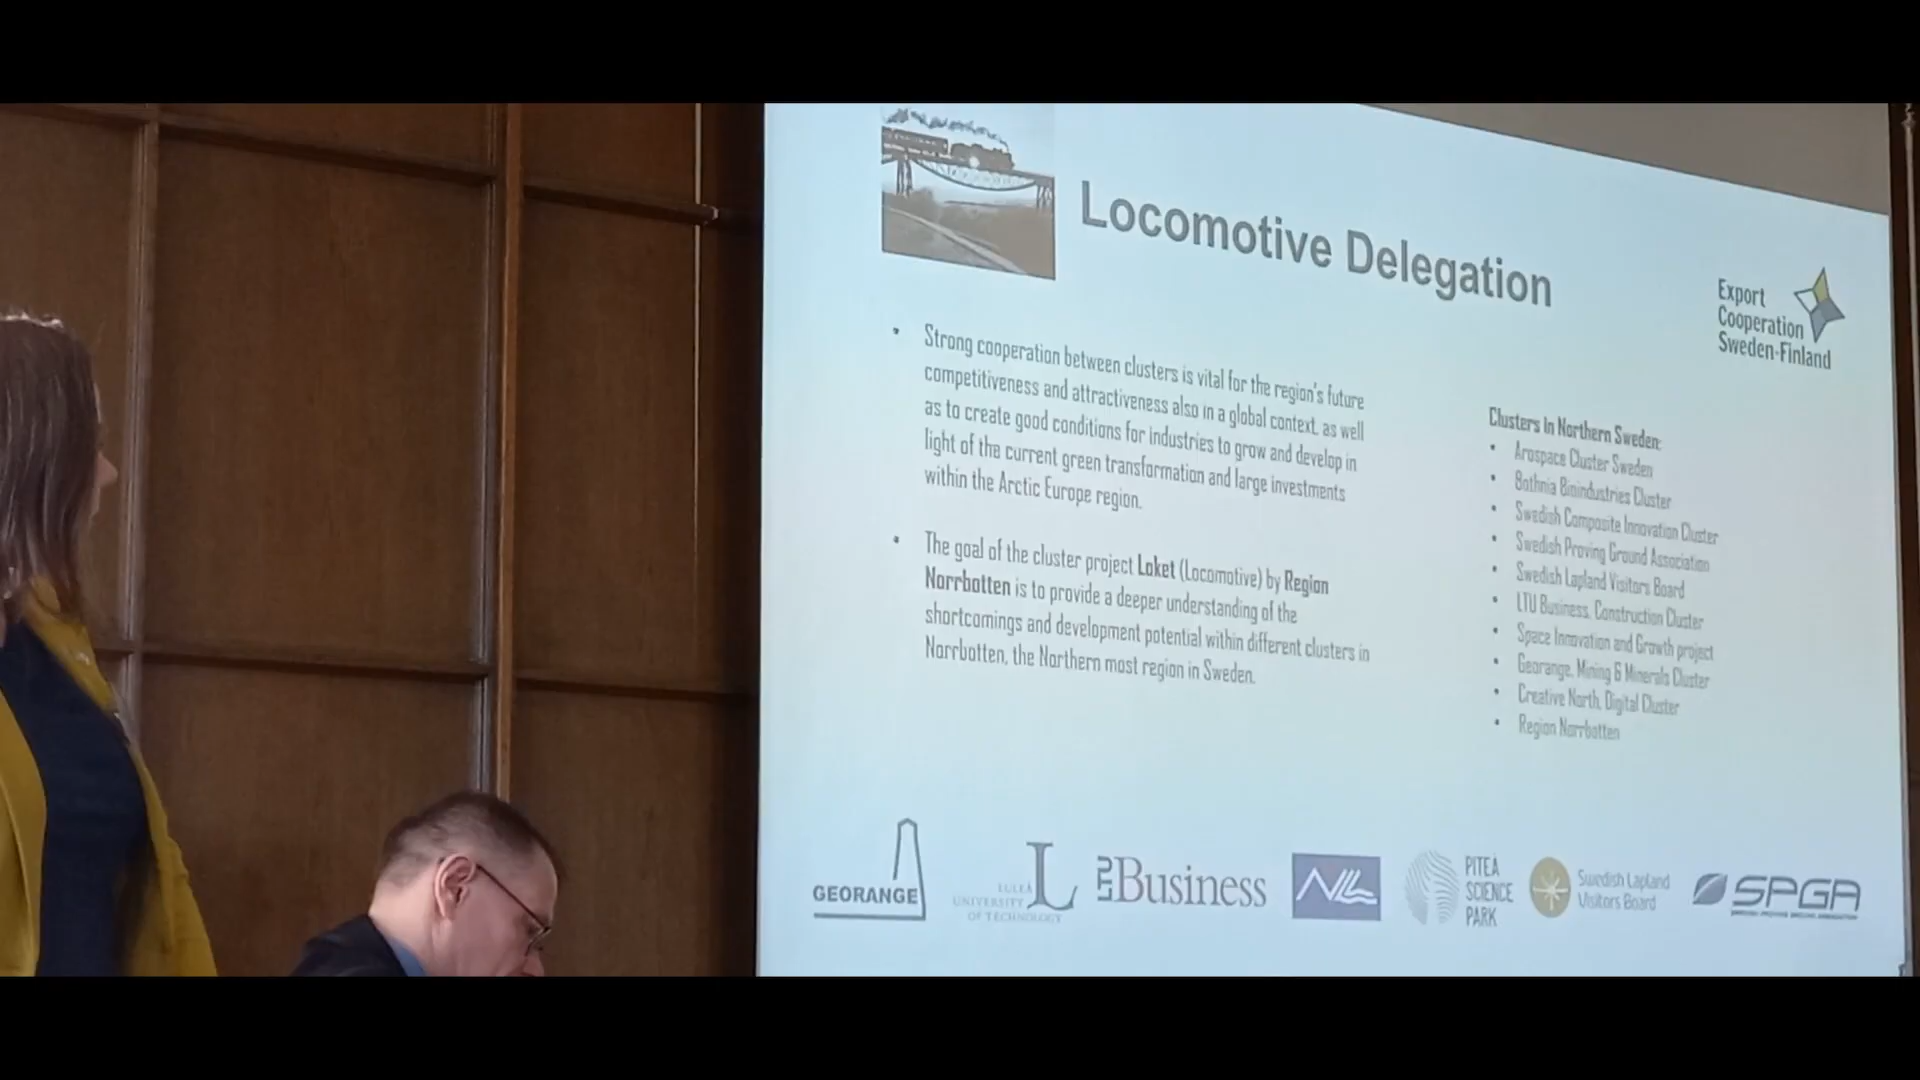 Locomotive Delegation
Export
Cooperation
Sweden-Finland
• Strong cooperation between clusters is vital for the region's future
competitiveness and attractiveness also in a global context, as well
as to create good conditions for industries to grow and develop in
light of the current green transformation and large investments
within the Arctic Europe region.
• The goal of the cluster project Loket (Locomotive) by Region
Norrbotten is to provide a deeper understanding of the
shortcomings and development potential within different clusters in
Norrbotten, the Northern most region in Sweden.
Clusters in Northern Sweden:
• Arospace Cluster Sweden
• Bothnia Bioindustries Cluster
• Swedish Composite Innovation Cluster
• Swedish Proving Ground Association
• Swedish Lapland Visitors Board
• LTU Business, Construction Cluster
• Space Innovation and Growth project
• Georange, Mining & Minerals Cluster
• Creative North, Digital Cluster
• Region Norrbotten
GEORANGE
LULEÅ
UNIVERSITY
OF TECHNOLOGY
L
LTU Business
PITEÅ
SCIENCE
PARK
Swedish Lapland
Visitors Board
SPGA
SWEDISH PROVING GROUND ASSOCIATION